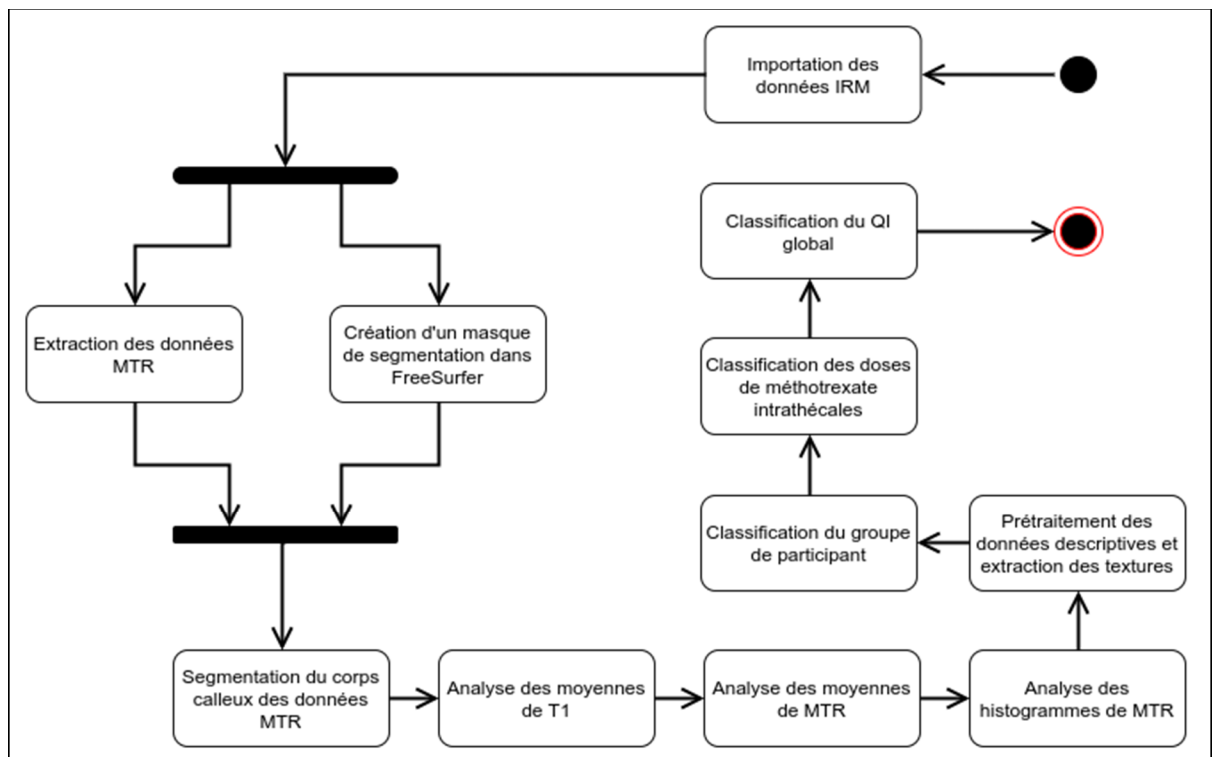 Importation des
données IRM
Extraction des données
MTR
Création d'un masque
de segmentation dans
FreeSurfer
Segmentation du corps
calleux des données
MTR
Analyse des moyennes
de T1
Analyse des moyennes
de MTR
Analyse des
histogrammes de MTR
Prétraitement des
données descriptives et
extraction des textures
Classification du groupe
de participant
Classification des doses
de méthotrexate
intrathécales
Classification du QI
global